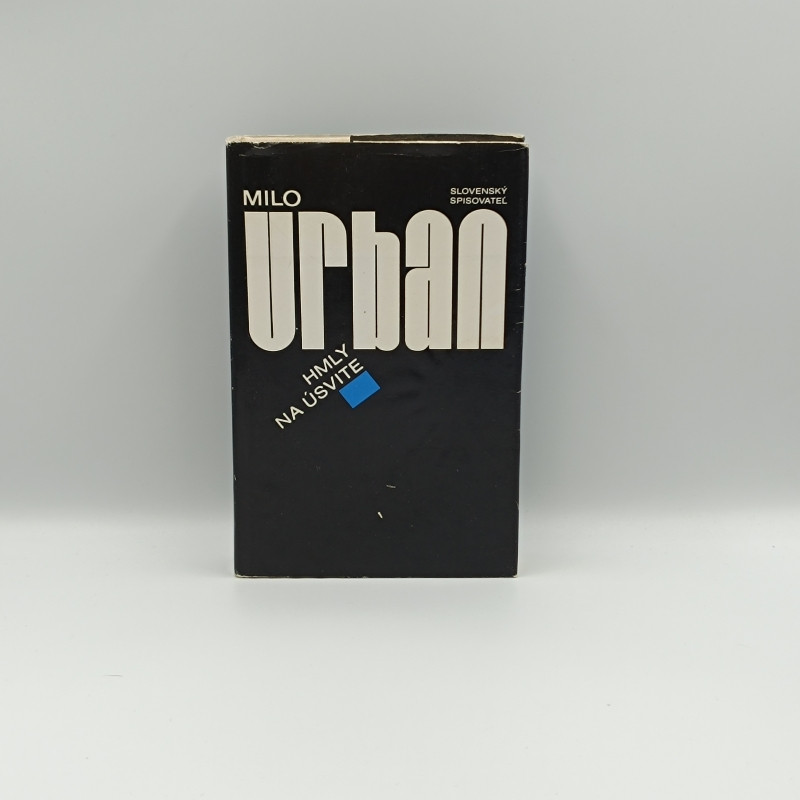 MILO
SLOVENSKÝ
SPISOVATEĽ
urban
HMLY
NA ÚSVITE